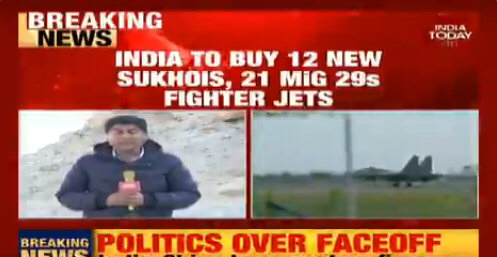 BREAKING
NEWS
INDIA
TODAY
INDIA TO BUY 12 NEW
SUKHOIS, 21 MiG 29s
FIGHTER JETS
BREAKING
NEWS
POLITICS OVER FACEOFF